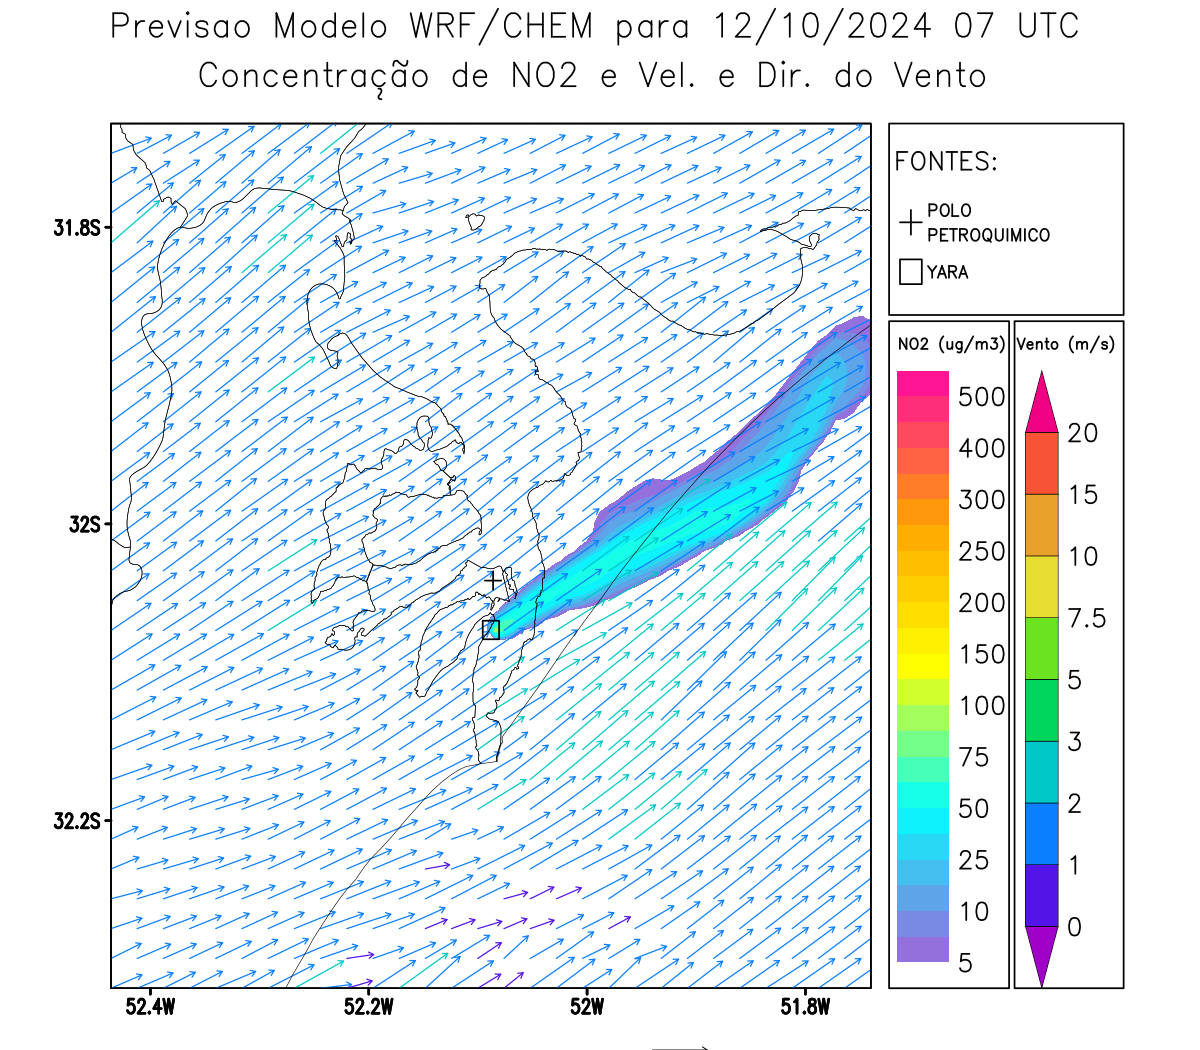 Previsao Modelo WRF/CHEM para 12/10/2024 07 UTC
Concentração de NO2 e Vel. e Dir. do Vento
FONTES:
POLO
PETROQUIMICO
YARA
NO2 (ug/m3)
500
400
300
250
200
150
100
75
50
25
10
5
Vento (m/s)
20
15
10
7.5
5
3
2
1
0
31.8S
32S
32.2S
52.4W
52.2W
52W
51.8W